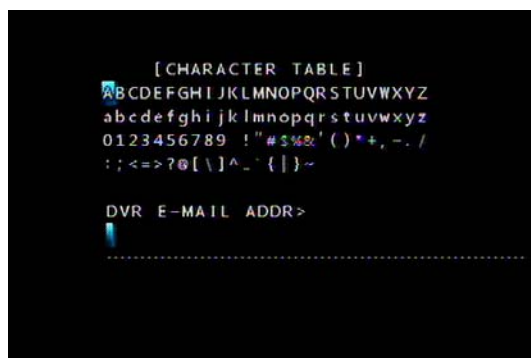 [CHARACTER TABLE]
ABCDEFGHIJKLMNOPQRSTUVWXYZ
abcdefghijklmnopqrstuvwxyz
0123456789 !"#$%&'()*+,-./
:;<=>?@[\]^_`{|}~
DVR E-MAIL ADDR>